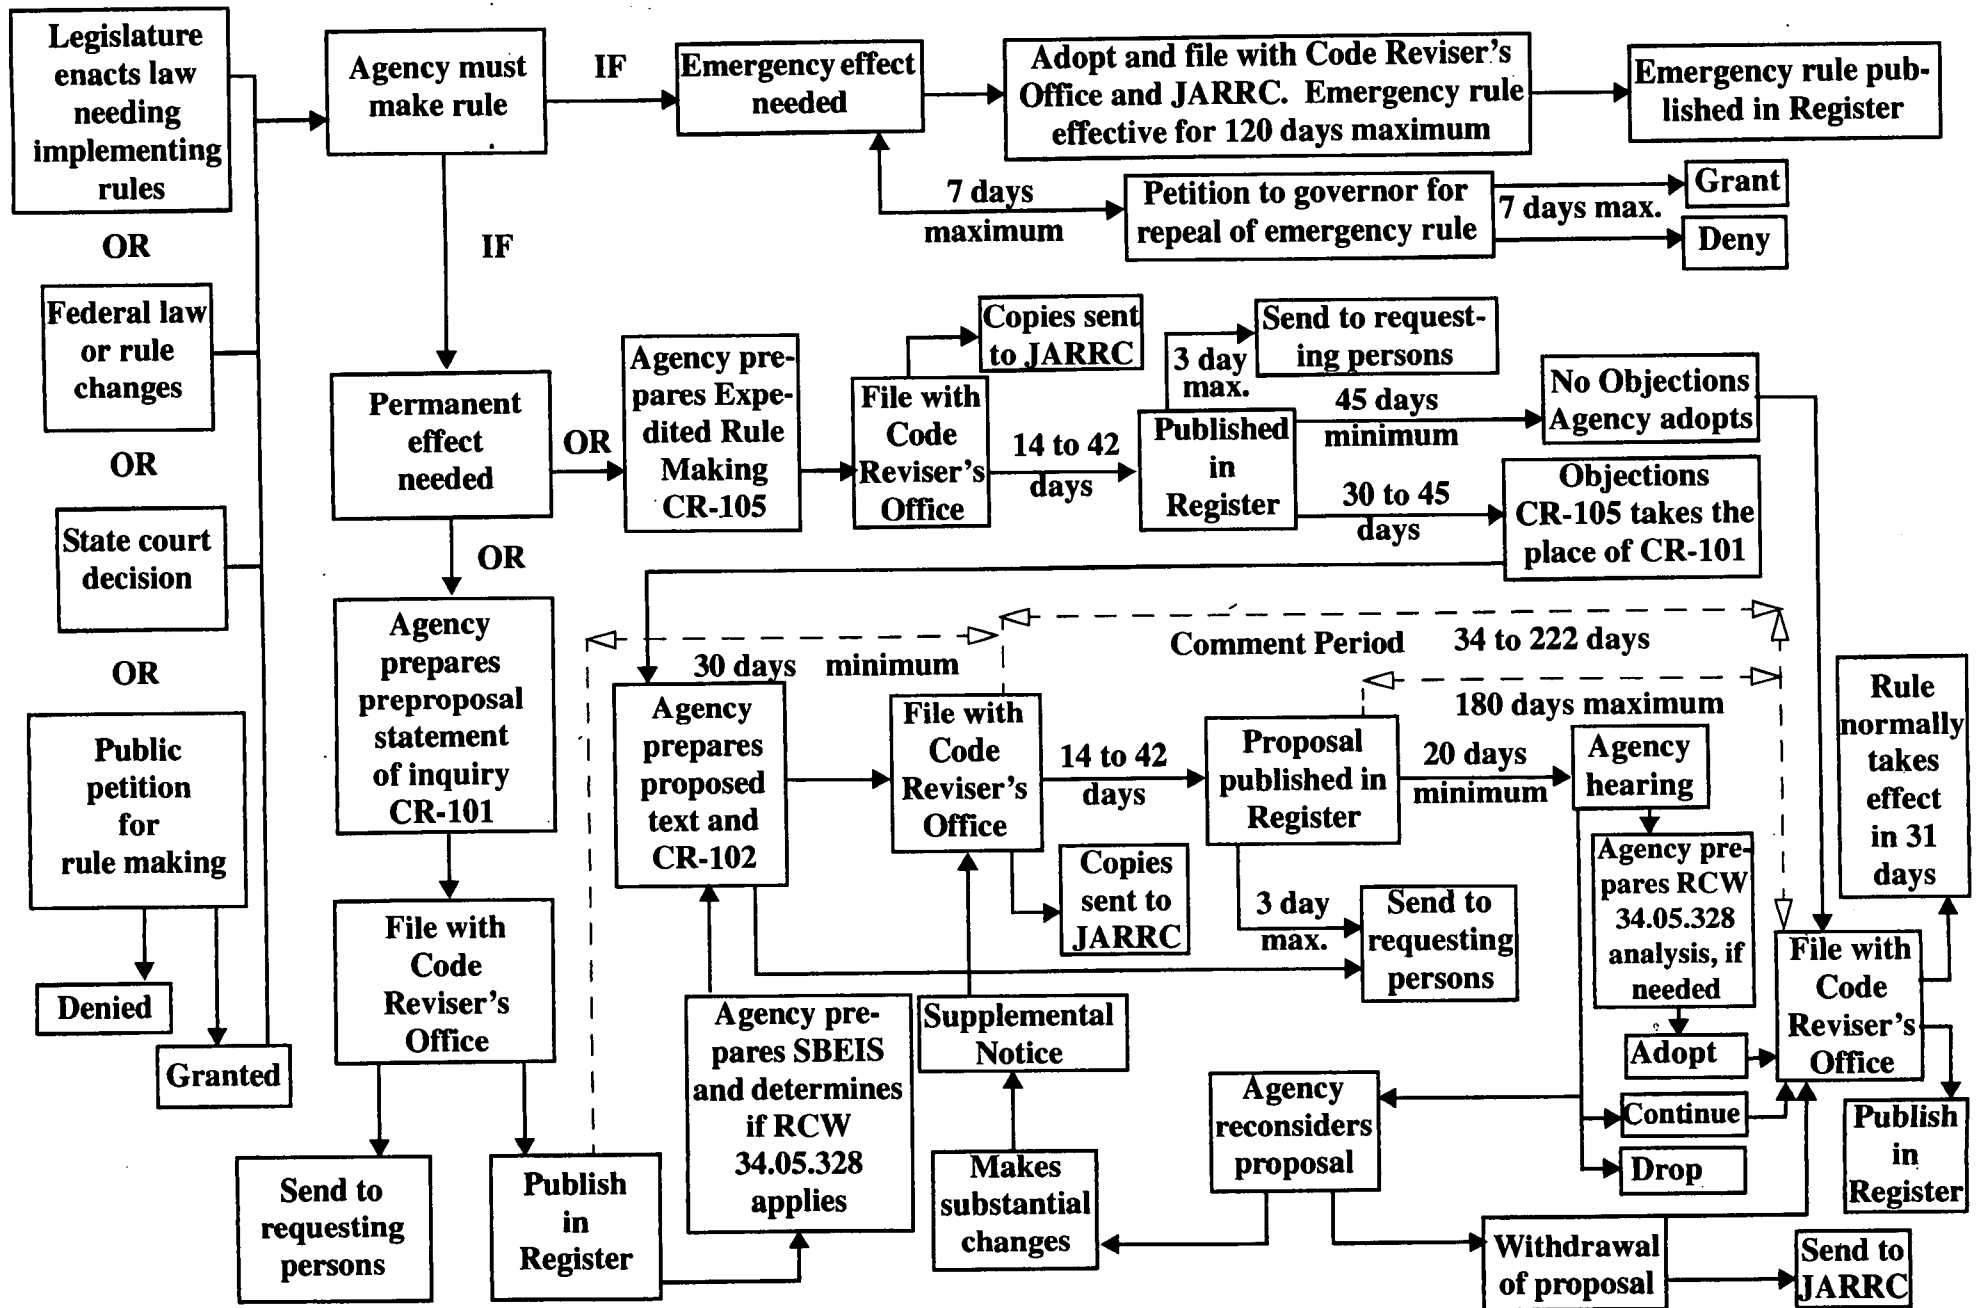 Legislature
enacts law
needing
implementing
rules
OR
Federal law
or rule
changes
OR
State court
decision
OR
Public
petition
for
rule making
Denied
Granted
Agency must
make rule
IF
Emergency effect
needed
Adopt and file with Code Reviser's
Office and JARRC. Emergency rule
effective for 120 days maximum
Emergency rule pub-
lished in Register
7 days
maximum
Petition to governor for
repeal of emergency rule
7 days max.
Grant
Deny
IF
Permanent
effect
needed
OR
Agency pre-
pares Expe-
dited Rule
Making
CR-105
File with
Code
Reviser's
Office
Copies sent
to JARRC
14 to 42
days
Published
in
Register
3 day
max.
Send to request-
ing persons
45 days
minimum
No Objections
Agency adopts
30 to 45
days
Objections
CR-105 takes the
place of CR-101
OR
Agency
prepares
preproposal
statement
of inquiry
CR-101
File with
Code
Reviser's
Office
Send to
requesting
persons
Publish
in
Register
30 days minimum
Agency
prepares
proposed
text and
CR-102
Agency pre-
pares SBEIS
and determines
if RCW
34.05.328
applies
File with
Code
Reviser's
Office
Comment Period 34 to 222 days
14 to 42
days
Copies
sent to
JARRC
Supplemental
Notice
Makes
substantial
changes
Proposal
published in
Register
180 days maximum
20 days
minimum
3 day
max.
Send to
requesting
persons
Agency
hearing
Agency pre-
pares RCW
34.05.328
analysis, if
needed
Adopt
Continue
Drop
Agency
reconsiders
proposal
Withdrawal
of proposal
Send to
JARRC
File with
Code
Reviser's
Office
Rule
normally
takes
effect
in 31
days
Publish
in
Register